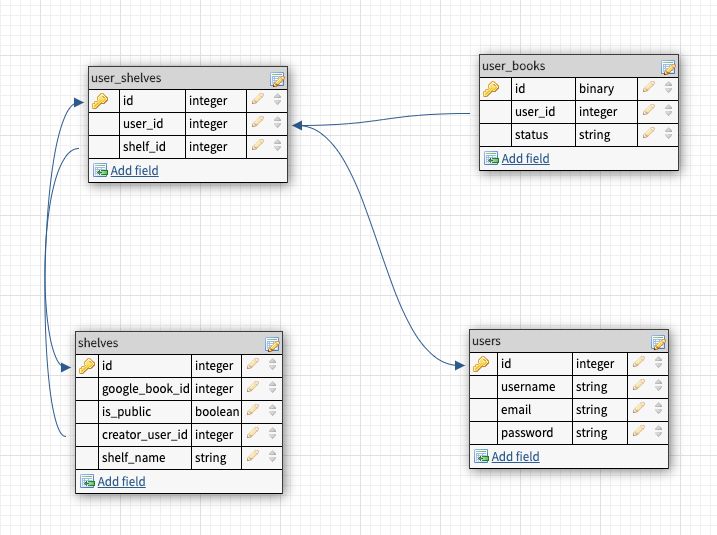 user_shelves
id integer
user_id integer
shelf_id integer
Add field
user_books
id binary
user_id integer
status string
Add field
shelves
id integer
google_book_id integer
is_public boolean
creator_user_id integer
shelf_name string
Add field
users
id integer
username string
email string
password string
Add field